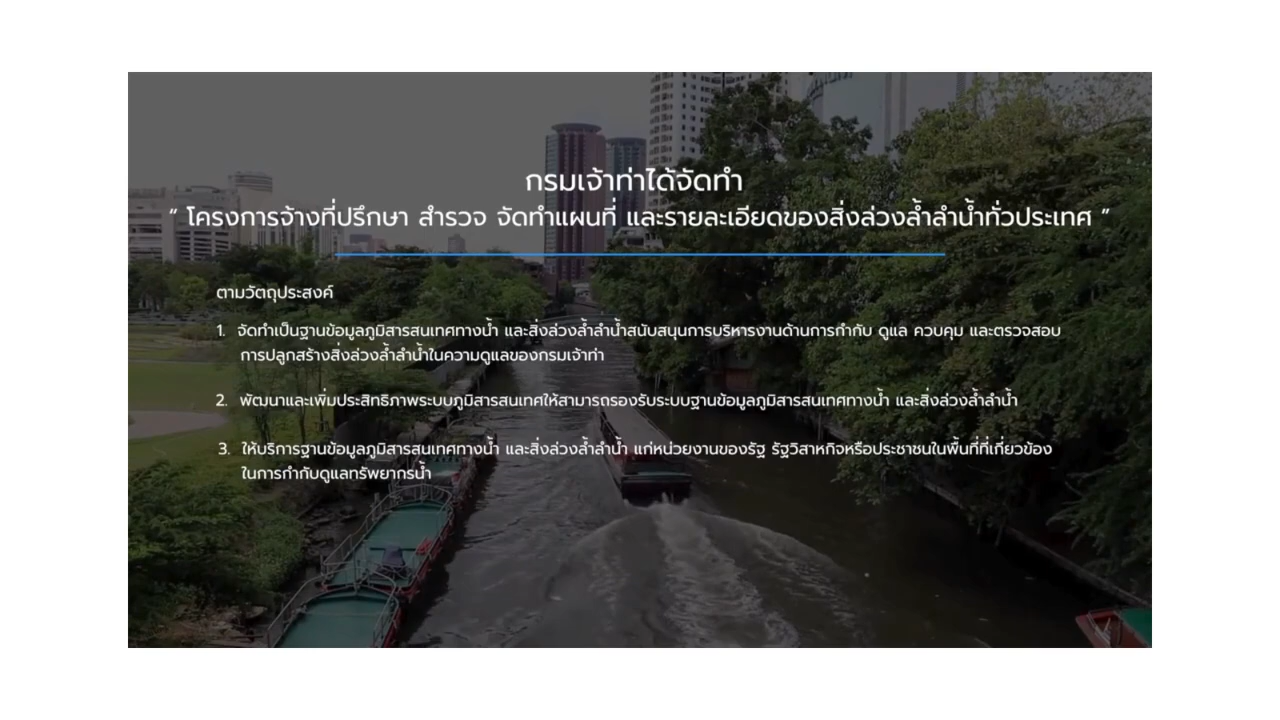 กรมเจ้าท่าได้จัดทำ
“ โครงการจ้างที่ปรึกษา สำรวจ จัดทำแผนที่ และรายละเอียดของสิ่งล่วงล้ำลำน้ำทั่วประเทศ ”
ตามวัตถุประสงค์
1. จัดทำเป็นฐานข้อมูลภูมิสารสนเทศทางน้ำ และสิ่งล่วงล้ำลำน้ำสนับสนุนการบริหารงานด้านการกำกับ ดูแล ควบคุม และตรวจสอบ
การปลูกสร้างสิ่งล่วงล้ำลำน้ำในความดูแลของกรมเจ้าท่า
2. พัฒนาและเพิ่มประสิทธิภาพระบบภูมิสารสนเทศให้สามารถรองรับระบบฐานข้อมูลภูมิสารสนเทศทางน้ำ และสิ่งล่วงล้ำลำน้ำ
3. ให้บริการฐานข้อมูลภูมิสารสนเทศทางน้ำ และสิ่งล่วงล้ำลำน้ำ แก่หน่วยงานของรัฐ รัฐวิสาหกิจหรือประชาชนในพื้นที่ที่เกี่ยวข้อง
ในการกำกับดูแลทรัพยากรน้ำ